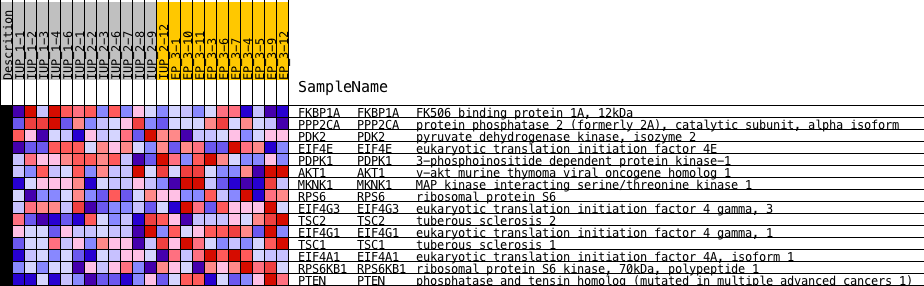 Descrition
IUP_1-1
IUP_1-2
IUP_1-3
IUP_1-4
IUP_1-6
IUP_2-1
IUP_2-2
IUP_2-3
IUP_2-6
IUP_2-7
IUP_2-8
IUP_2-9
IUP_2-12
EP_3-1
EP_3-10
EP_3-11
EP_3-3
EP_3-6
EP_3-7
EP_3-4
EP_3-5
EP_3-9
EP_3-12
SampleName
FKBP1A FKBP1A FK506 binding protein 1A, 12kDa
PPP2CA PPP2CA protein phosphatase 2 (formerly 2A), catalytic subunit, alpha isoform
PDK2 PDK2 pyruvate dehydrogenase kinase, isozyme 2
EIF4E EIF4E eukaryotic translation initiation factor 4E
PDPK1 PDPK1 3-phosphoinositide dependent protein kinase-1
AKT1 AKT1 v-akt murine thymoma viral oncogene homolog 1
MKNK1 MKNK1 MAP kinase interacting serine/threonine kinase 1
RPS6 RPS6 ribosomal protein S6
EIF4G3 EIF4G3 eukaryotic translation initiation factor 4 gamma, 3
TSC2 TSC2 tuberous sclerosis 2
EIF4G1 EIF4G1 eukaryotic translation initiation factor 4 gamma, 1
TSC1 TSC1 tuberous sclerosis 1
EIF4A1 EIF4A1 eukaryotic translation initiation factor 4A, isoform 1
RPS6KB1 RPS6KB1 ribosomal protein S6 kinase, 70kDa, polypeptide 1
PTEN PTEN phosphatase and tensin homolog (mutated in multiple advanced cancers 1)